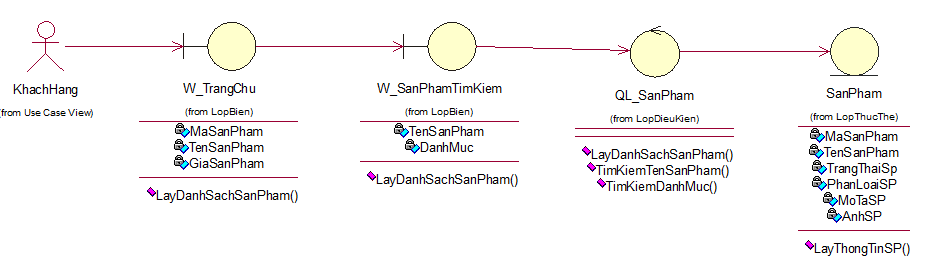 KhachHang
(from Use Case View)
W_TrangChu
(from LopBien)
MaSanPham
TenSanPham
GiaSanPham
LayDanhSachSanPham()
W_SanPhamTimKiem
(from LopBien)
TenSanPham
DanhMuc
LayDanhSachSanPham()
QL_SanPham
(from LopDieuKien)
LayDanhSachSanPham()
TimKiemTenSanPham()
TimKiemDanhMuc()
SanPham
(from LopThucThe)
MaSanPham
TenSanPham
TrangThaiSp
PhanLoaiSP
MoTaSP
AnhSP
LayThongTinSP()